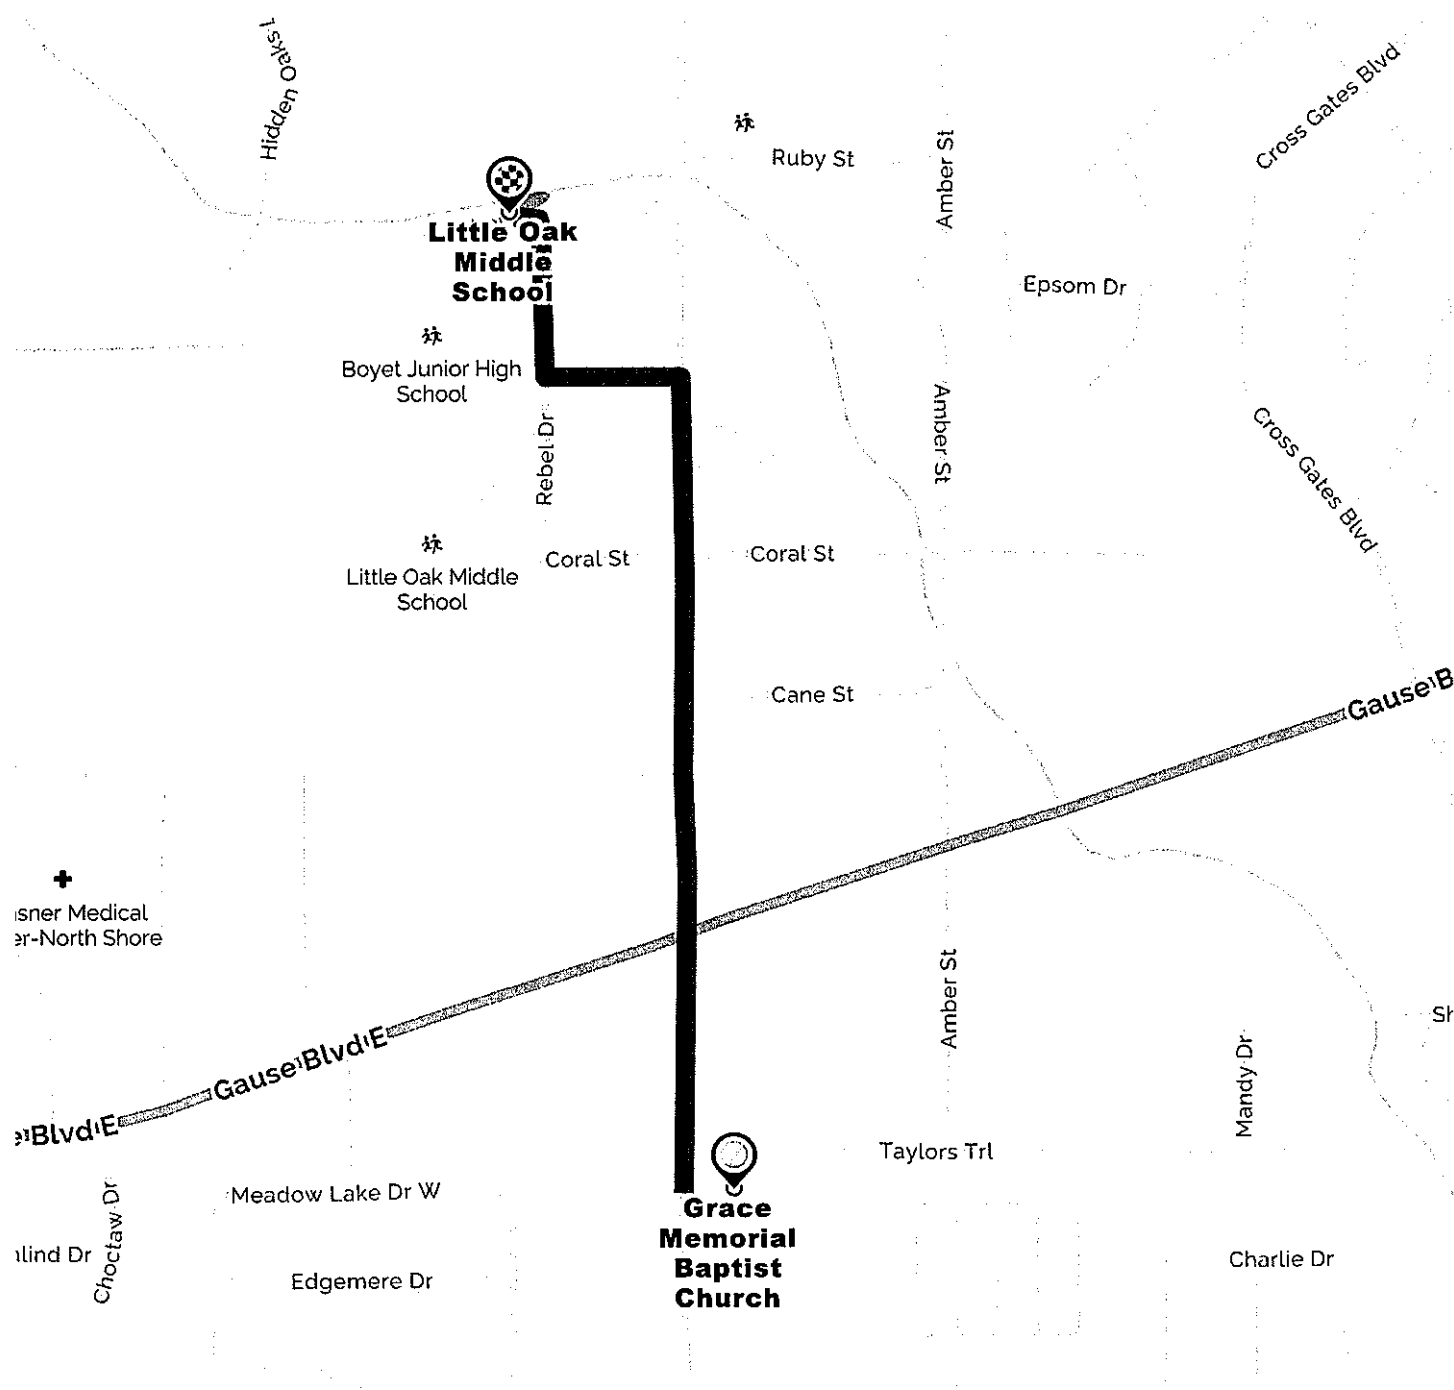 Hidden Oaks
Cross Gates Blvd
Ruby St
Amber St
Little Oak
Middle
School
Epsom Dr
Boyet Junior High
School
Rebel Dr
Amber St
Cross Gates Blvd
Little Oak Middle
School
Coral St
Coral St
Cane St
Gause B
sner Medical
er-North Shore
Amber St
Gause Blvd E
Mandy Dr
Sh
e Blvd E
Taylors Trl
Choctaw Dr
Meadow Lake Dr W
Grace
Memorial
Baptist
Church
lind Dr
Edgemere Dr
Charlie Dr